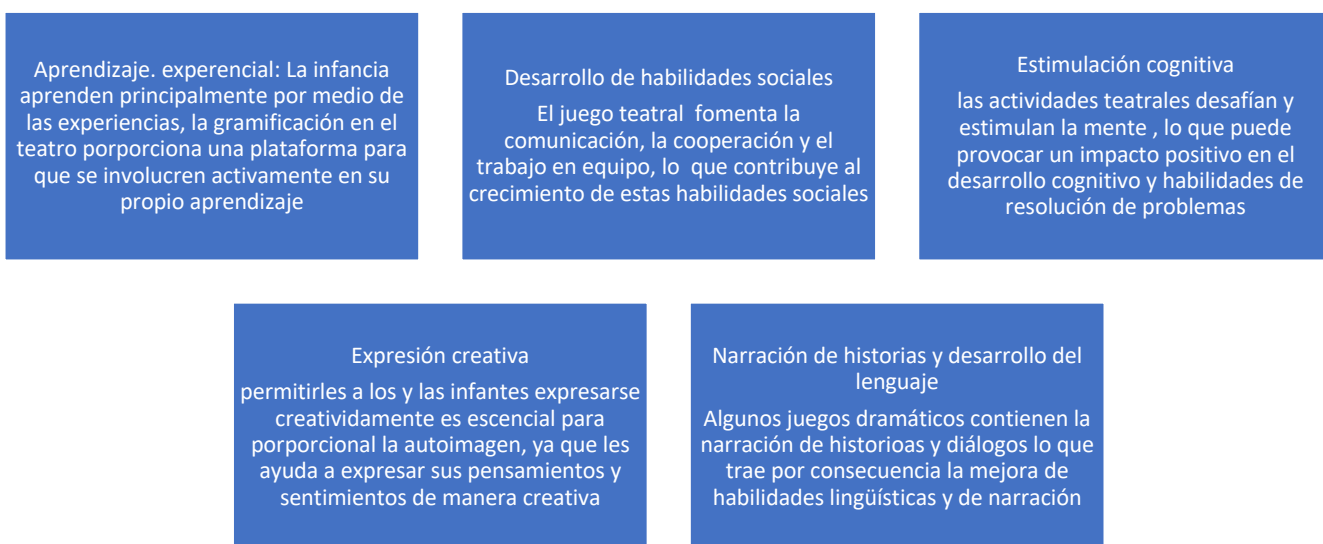 Aprendizaje. experencial: La infancia
aprenden principalmente por medio de
las experiencias, la gramificación en el
teatro porporciona una plataforma para
que se involucren activamente en su
propio aprendizaje
Desarrollo de habilidades sociales
El juego teatral fomenta la
comunicación, la cooperación y el
trabajo en equipo, lo que contribuye al
crecimiento de estas habilidades sociales
Estimulación cognitiva
las actividades teatrales desafían y
estimulan la mente , lo que puede
provocar un impacto positivo en el
desarrollo cognitivo y habilidades de
resolución de problemas
Expresión creativa
permitirles a los y las infantes expresarse
creatividamente es escencial para
porporcional la autoimagen, ya que les
ayuda a expresar sus pensamientos y
sentimientos de manera creativa
Narración de historias y desarrollo del
lenguaje
Algunos juegos dramáticos contienen la
narración de historioas y diálogos lo que
trae por consecuencia la mejora de
habilidades lingüísticas y de narración